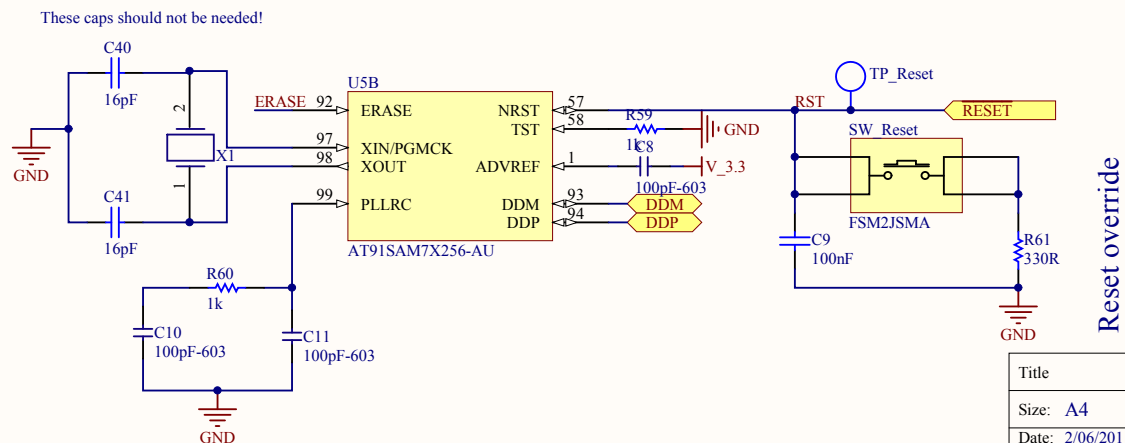 These caps should not be needed!
C40
16pF
2
X1
1
GND
C41
16pF
U5B
ERASE 92 ERASE
97 XIN/PGMCK
98 XOUT
99 PLLRC
NRST 57
TST 58
ADVREF 1
DDM 93 DDM
DDP 94 DDP
AT91SAM7X256-AU
R59
1k
GND
C8
100pF-603
V_3.3
RST
TP_Reset
RESET
SW_Reset
FSM2JSMA
C9
100nF
R61
330R
GND
Reset override
R60
1k
C10
100pF-603
C11
100pF-603
GND
Title
Size: A4
Date: 2/06/201